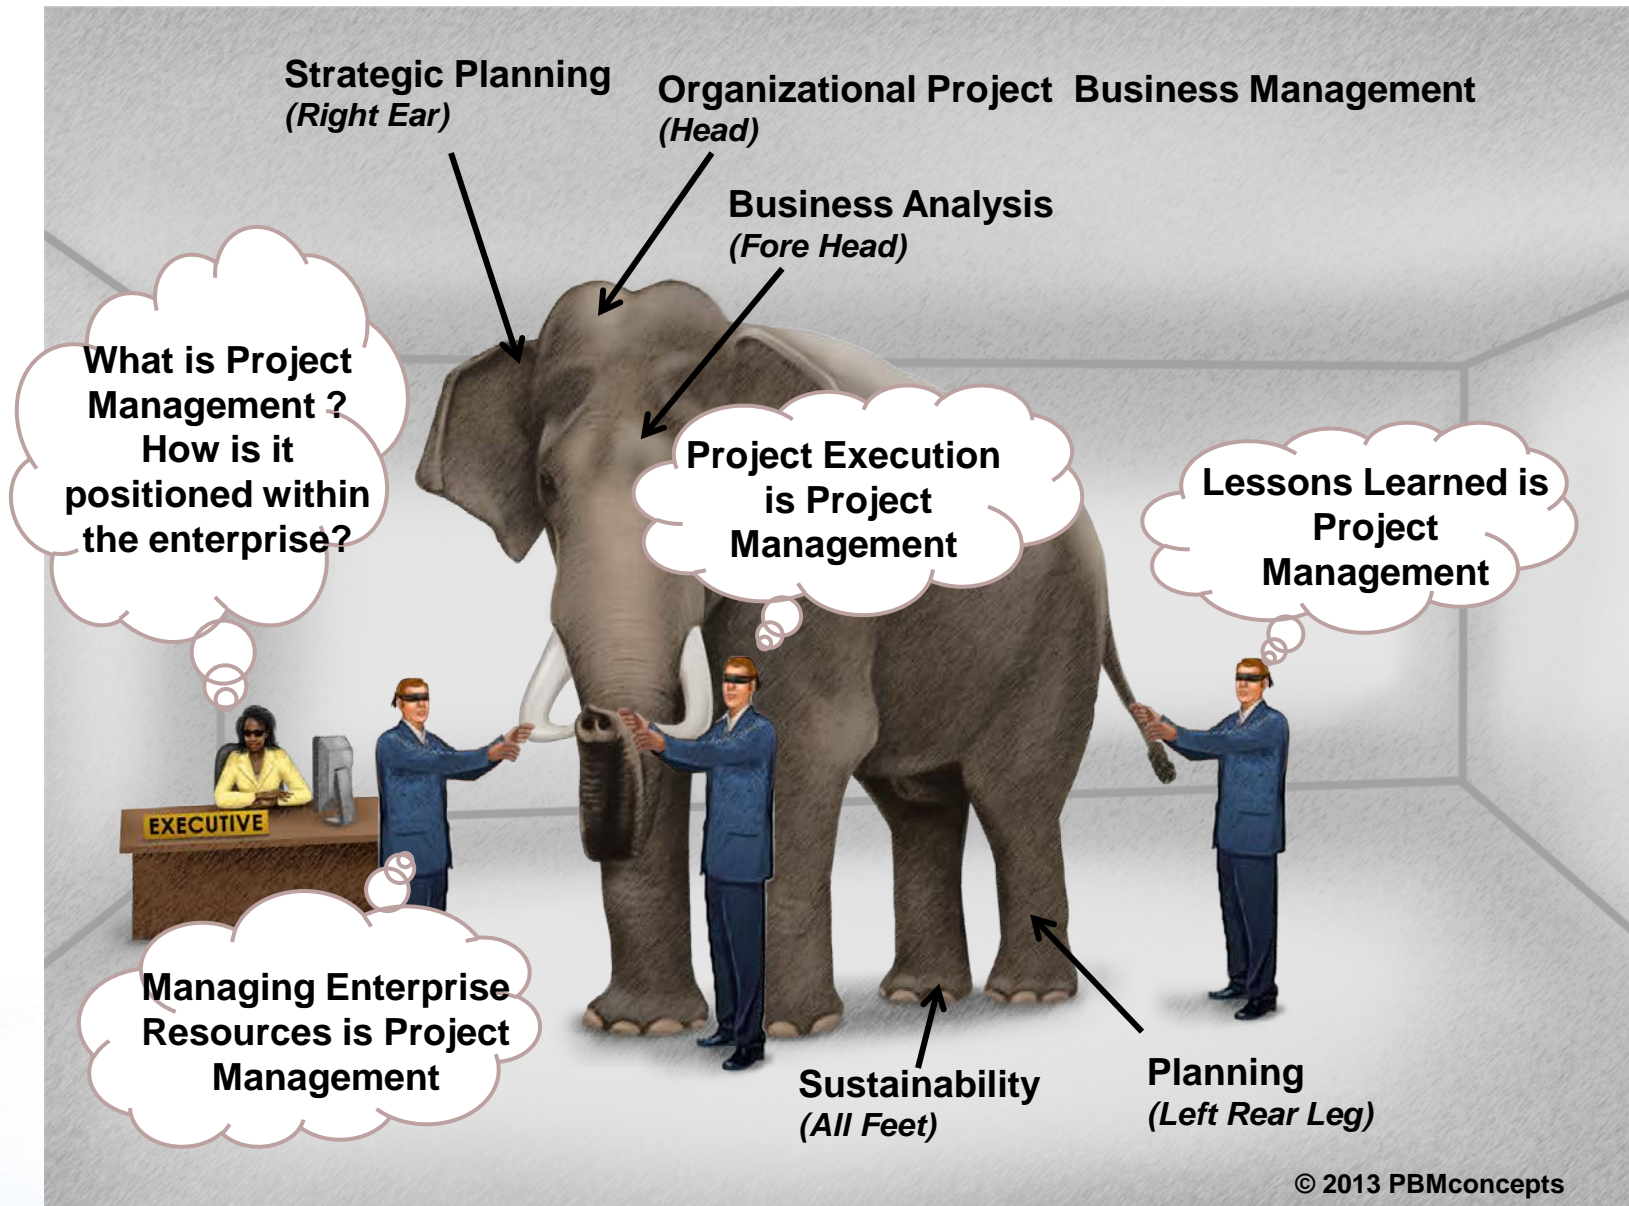 Strategic Planning
(Right Ear)
Organizational Project Business Management
(Head)
Business Analysis
(Fore Head)
What is Project
Management ?
How is it
positioned within
the enterprise?
Project Execution
is Project
Management
Lessons Learned is
Project
Management
EXECUTIVE
Managing Enterprise
Resources is Project
Management
Sustainability
(All Feet)
Planning
(Left Rear Leg)
© 2013 PBMconcepts